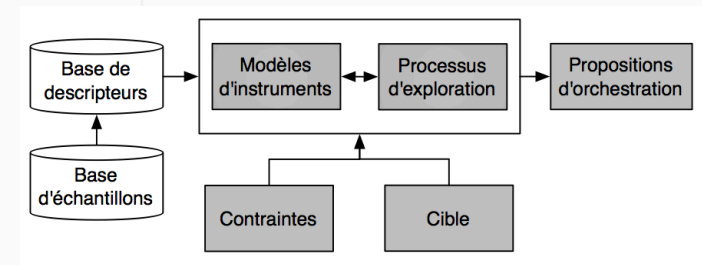 Base de
descripteurs
Modèles
d'instruments
Processus
d'exploration
Propositions
d'orchestration
Base
d'échantillons
Contraintes
Cible